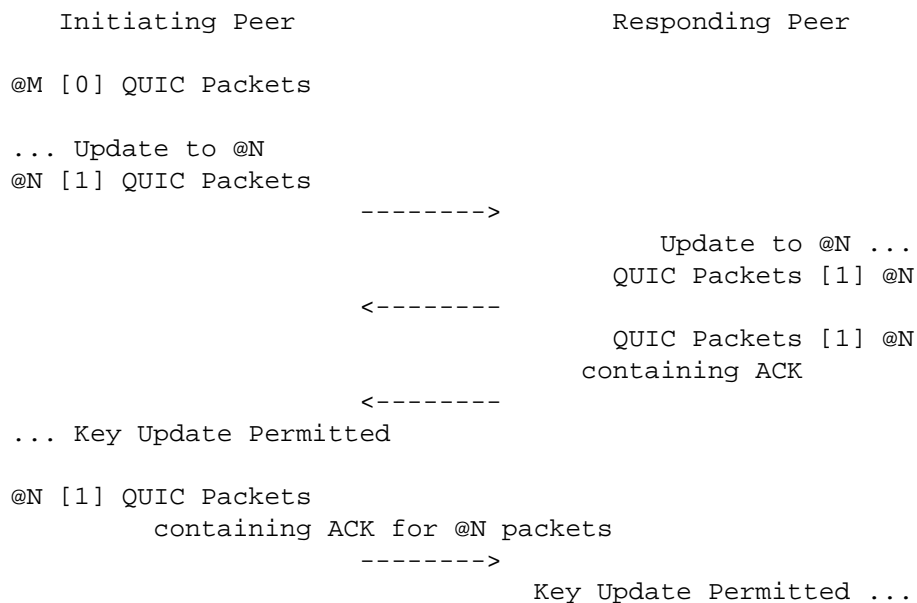 Initiating Peer                    Responding Peer
@M [0] QUIC Packets
... Update to @N
@N [1] QUIC Packets
-------->
Update to @N ...
QUIC Packets [1] @N
<--------
QUIC Packets [1] @N
containing ACK
<--------
... Key Update Permitted
@N [1] QUIC Packets
containing ACK for @N packets
-------->
Key Update Permitted ...